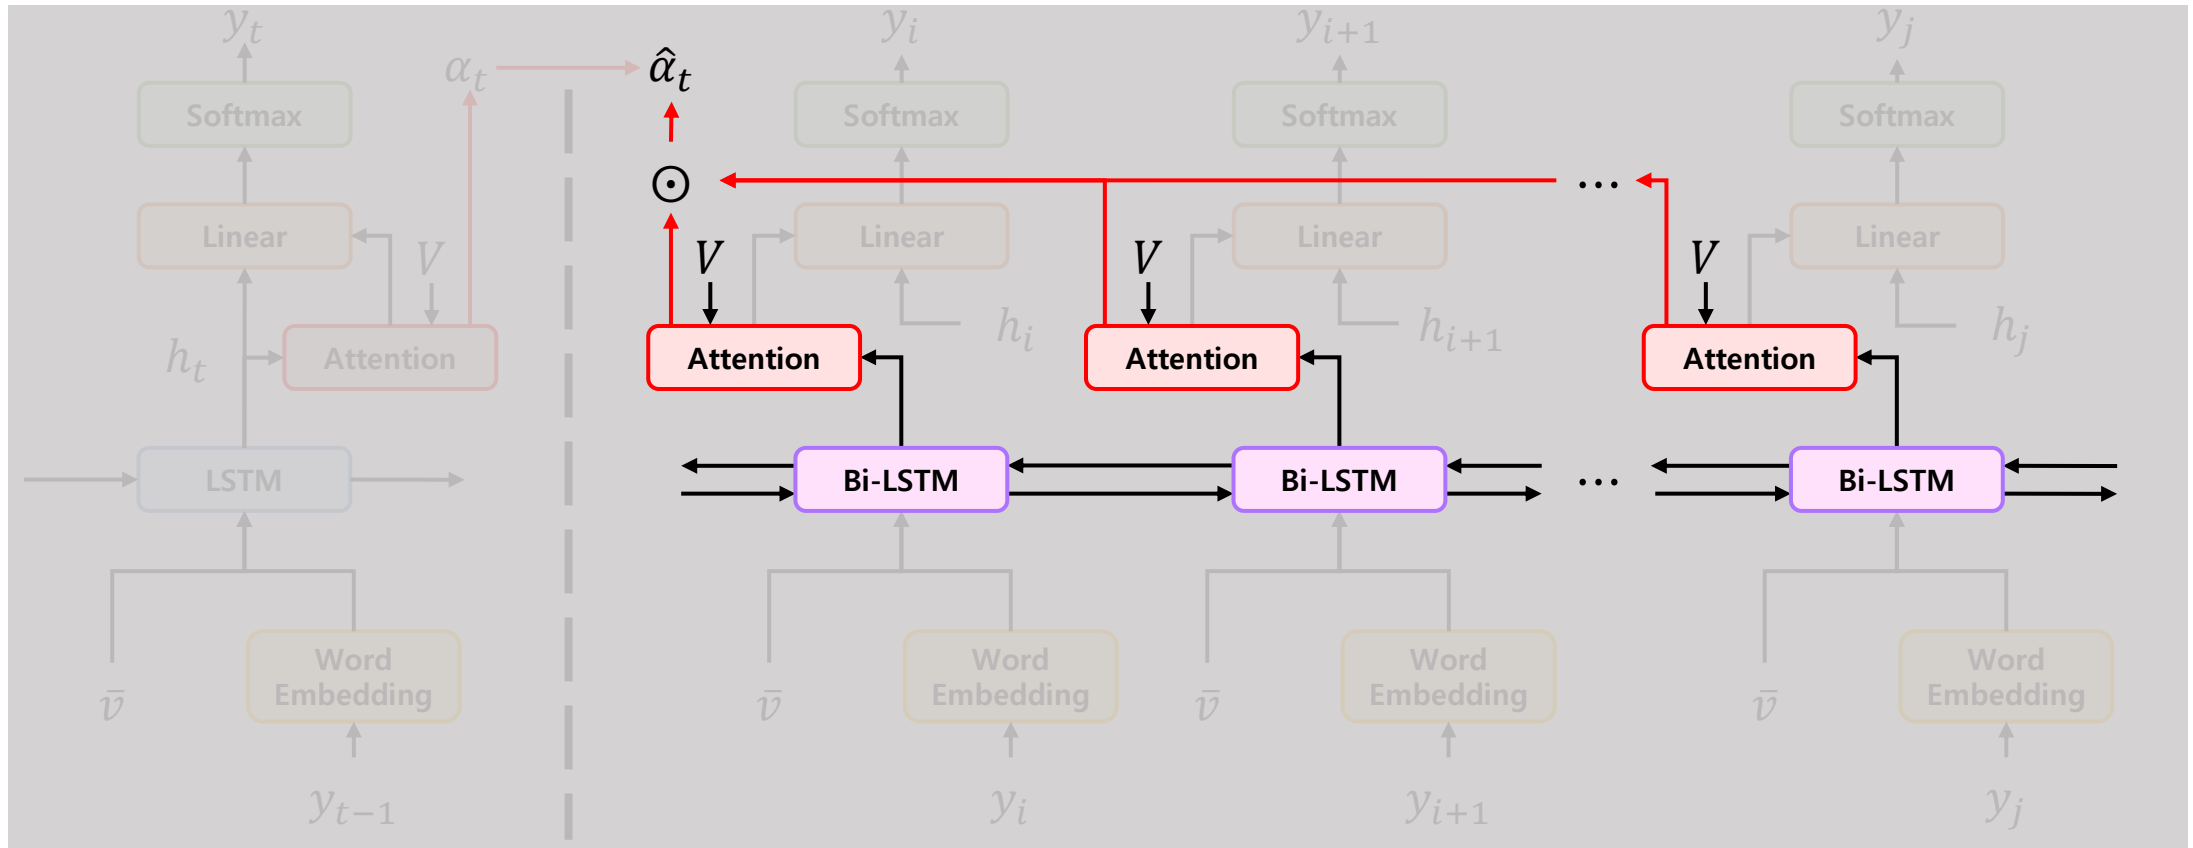 y_t
y_i
y_{i+1}
y_j
α_t
α̂_t
Softmax
Softmax
Softmax
Softmax
⊙
...
Linear
V
V
Linear
V
Linear
V
Linear
h_t
Attention
Attention
h_i
Attention
h_{i+1}
Attention
h_j
LSTM
Bi-LSTM
Bi-LSTM
...
Bi-LSTM
v̄
Word
Embedding
v̄
Word
Embedding
v̄
Word
Embedding
v̄
Word
Embedding
y_{t−1}
y_i
y_{i+1}
y_j